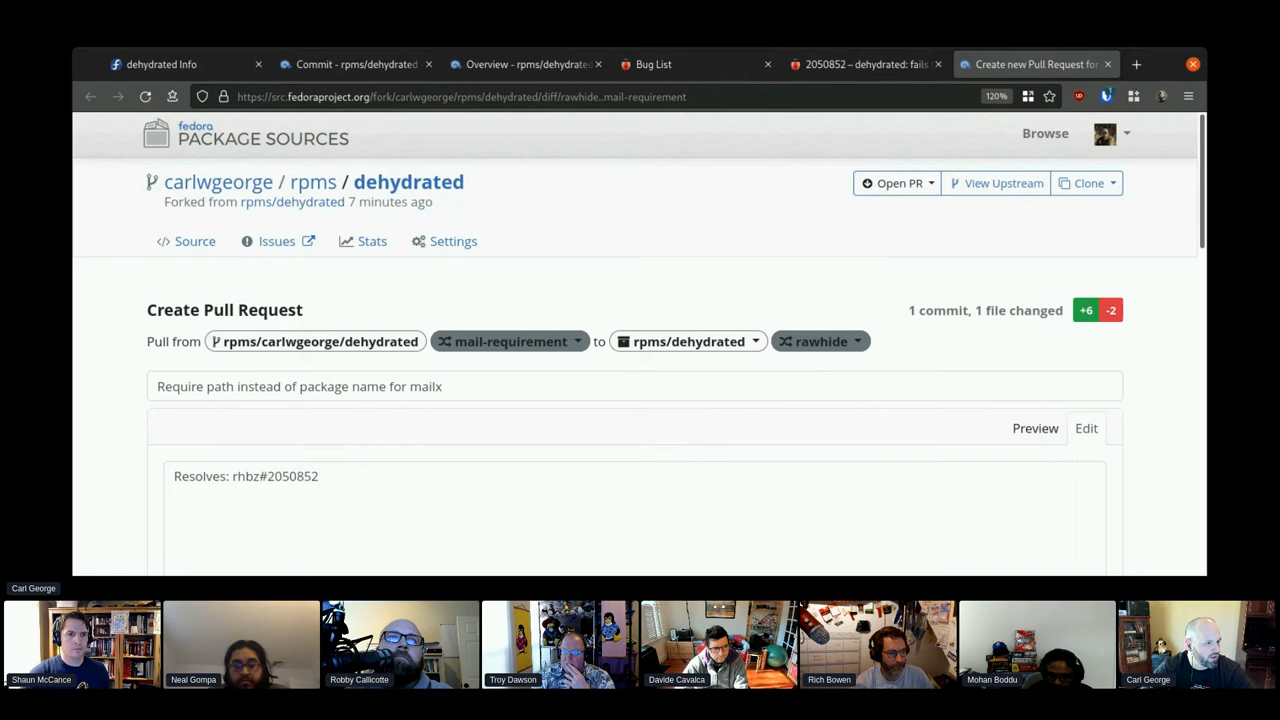 dehydrated Info
Commit - rpms/dehydrated
Overview - rpms/dehydrated
Bug List
2050852 – dehydrated: fails
Create new Pull Request for
https://src.fedoraproject.org/fork/carlwgeorge/rpms/dehydrated/diff/rawhide..mail-requirement
120%
fedora
PACKAGE SOURCES
Browse
carlwgeorge / rpms / dehydrated
Forked from rpms/dehydrated 7 minutes ago
Open PR
View Upstream
Clone
Source
Issues
Stats
Settings
Create Pull Request
1 commit, 1 file changed
+6 -2
Pull from rpms/carlwgeorge/dehydrated mail-requirement to rpms/dehydrated rawhide
Require path instead of package name for mailx
Preview
Edit
Resolves: rhbz#2050852
Carl George
Shaun McCance
Neal Gompa
Robby Callicotte
Troy Dawson
Davide Cavalca
Rich Bowen
Mohan Boddu
Carl George